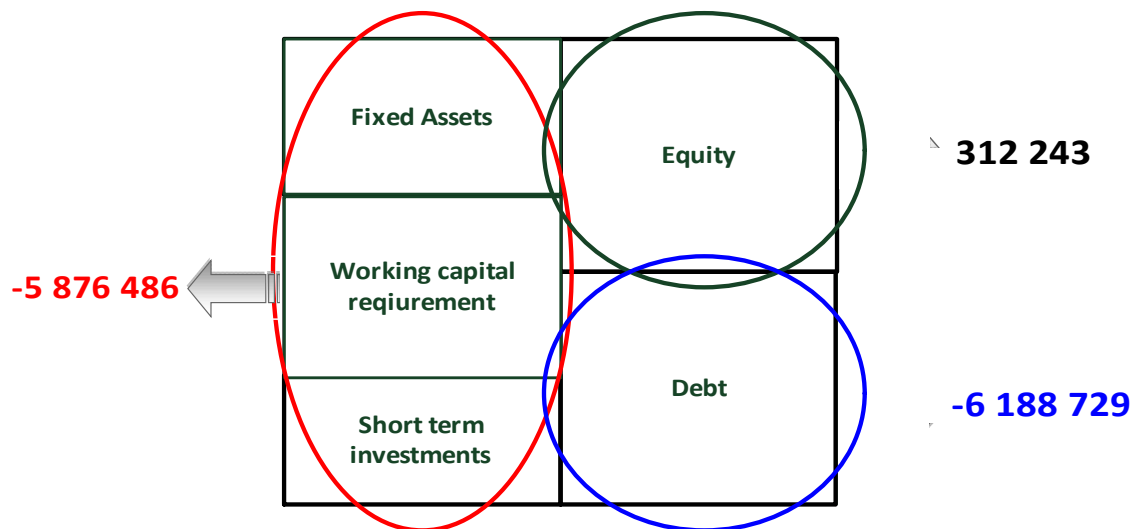 Fixed Assets
Equity
312 243
Working capital
reqiurement
-5 876 486
Debt
-6 188 729
Short term
investments